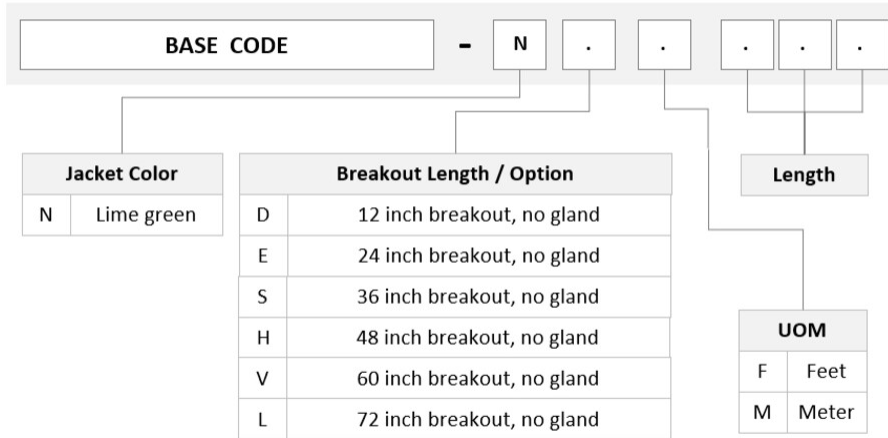 BASE CODE - N . . . . .
Jacket Color
N Lime green
Breakout Length / Option
D 12 inch breakout, no gland
E 24 inch breakout, no gland
S 36 inch breakout, no gland
H 48 inch breakout, no gland
V 60 inch breakout, no gland
L 72 inch breakout, no gland
Length
UOM
F Feet
M Meter